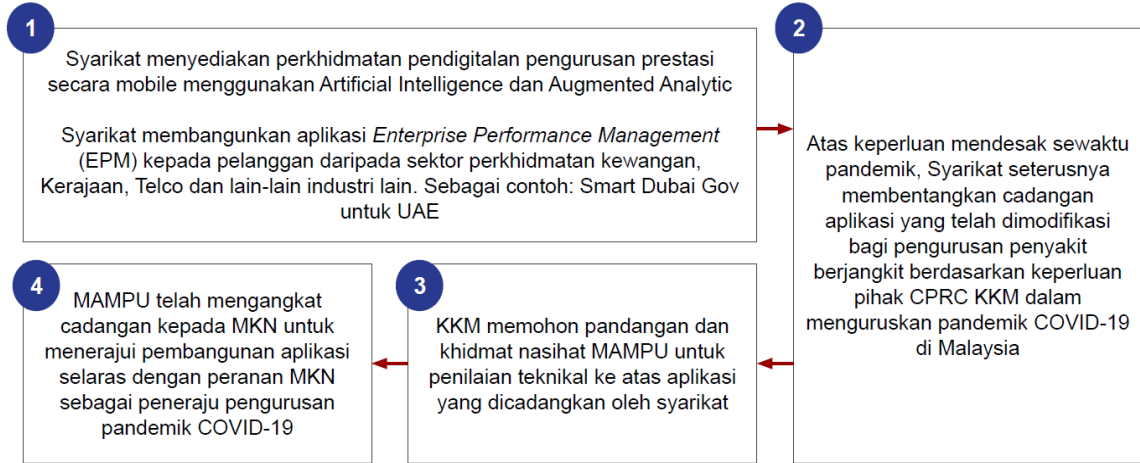 1
Syarikat menyediakan perkhidmatan pendigitalan pengurusan prestasi
secara mobile menggunakan Artificial Intelligence dan Augmented Analytic
Syarikat membangunkan aplikasi Enterprise Performance Management
(EPM) kepada pelanggan daripada sektor perkhidmatan kewangan,
Kerajaan, Telco dan lain-lain industri lain. Sebagai contoh: Smart Dubai Gov
untuk UAE
2
Atas keperluan mendesak sewaktu
pandemik, Syarikat seterusnya
membentangkan cadangan
aplikasi yang telah dimodifikasi
bagi pengurusan penyakit
berjangkit berdasarkan keperluan
pihak CPRC KKM dalam
menguruskan pandemik COVID-19
di Malaysia
3
KKM memohon pandangan dan
khidmat nasihat MAMPU untuk
penilaian teknikal ke atas aplikasi
yang dicadangkan oleh syarikat
4
MAMPU telah mengangkat
cadangan kepada MKN untuk
menerajui pembangunan aplikasi
selaras dengan peranan MKN
sebagai peneraju pengurusan
pandemik COVID-19